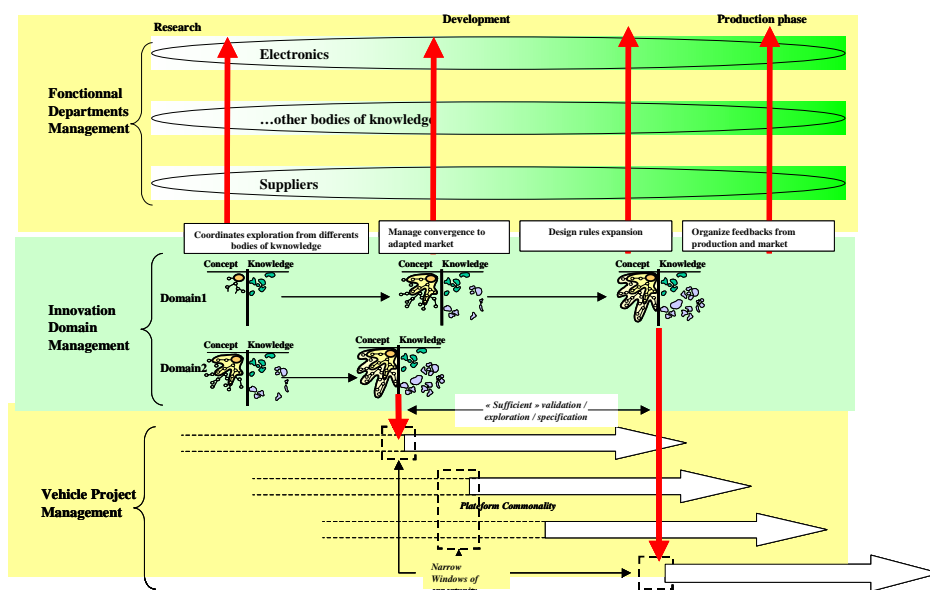 Research
Development
Production phase
Electronics
Fonctionnal
Departments
Management
…other bodies of knowledge
Suppliers
Coordinates exploration from differents
bodies of kwnowledge
Manage convergence to
adapted market
Design rules expansion
Organize feedbacks from
production and market
Concept Knowledge
Concept Knowledge
Concept Knowledge
Domain1
Innovation
Domain
Management
Concept Knowledge
Concept Knowledge
Domain2
« Sufficient » validation /
exploration / specification
Vehicle Project
Management
Plateform Commonality
Narrow
Windows of